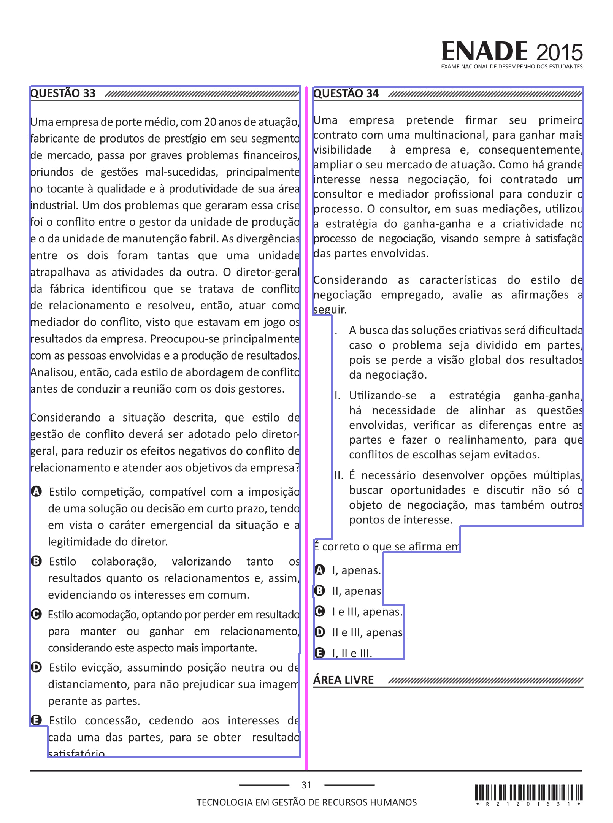 ENADE 2015
EXAME NACIONAL DE DESEMPENHO DOS ESTUDANTES
QUESTÃO 33
Uma empresa de porte médio, com 20 anos de atuação,
fabricante de produtos de prestígio em seu segmento
de mercado, passa por graves problemas financeiros,
oriundos de gestões mal-sucedidas, principalmente
no tocante à qualidade e à produtividade de sua área
industrial. Um dos problemas que geraram essa crise
foi o conflito entre o gestor da unidade de produção
e o da unidade de manutenção fabril. As divergências
entre os dois foram tantas que uma unidade
atrapalhava as atividades da outra. O diretor-geral
da fábrica identificou que se tratava de conflito
de relacionamento e resolveu, então, atuar como
mediador do conflito, visto que estavam em jogo os
resultados da empresa. Preocupou-se principalmente
com as pessoas envolvidas e a produção de resultados.
Analisou, então, cada estilo de abordagem de conflito
antes de conduzir a reunião com os dois gestores.
Considerando a situação descrita, que estilo de
gestão de conflito deverá ser adotado pelo diretor-
geral, para reduzir os efeitos negativos do conflito de
relacionamento e atender aos objetivos da empresa?
A Estilo competição, compatível com a imposição
de uma solução ou decisão em curto prazo, tendo
em vista o caráter emergencial da situação e a
legitimidade do diretor.
B Estilo colaboração, valorizando tanto os
resultados quanto os relacionamentos e, assim,
evidenciando os interesses em comum.
C Estilo acomodação, optando por perder em resultado
para manter ou ganhar em relacionamento,
considerando este aspecto mais importante.
D Estilo evicção, assumindo posição neutra ou de
distanciamento, para não prejudicar sua imagem
perante as partes.
E Estilo concessão, cedendo aos interesses de
cada uma das partes, para se obter resultado
satisfatório
QUESTÃO 34
Uma empresa pretende firmar seu primeiro
contrato com uma multinacional, para ganhar mais
visibilidade à empresa e, consequentemente,
ampliar o seu mercado de atuação. Como há grande
interesse nessa negociação, foi contratado um
consultor e mediador profissional para conduzir o
processo. O consultor, em suas mediações, utilizou
a estratégia do ganha-ganha e a criatividade no
processo de negociação, visando sempre à satisfação
das partes envolvidas.
Considerando as características do estilo de
negociação empregado, avalie as afirmações a
seguir.
. A busca das soluções criativas será dificultada
caso o problema seja dividido em partes,
pois se perde a visão global dos resultados
da negociação.
I. Utilizando-se a estratégia ganha-ganha,
há necessidade de alinhar as questões
envolvidas, verificar as diferenças entre as
partes e fazer o realinhamento, para que
conflitos de escolhas sejam evitados.
II. É necessário desenvolver opções múltiplas,
buscar oportunidades e discutir não só o
objeto de negociação, mas também outros
pontos de interesse.
É correto o que se afirma em
A I, apenas.
B II, apenas
C I e III, apenas.
D II e III, apenas
E I, II e III.
ÁREA LIVRE
31
TECNOLOGIA EM GESTÃO DE RECURSOS HUMANOS
*R21201531*